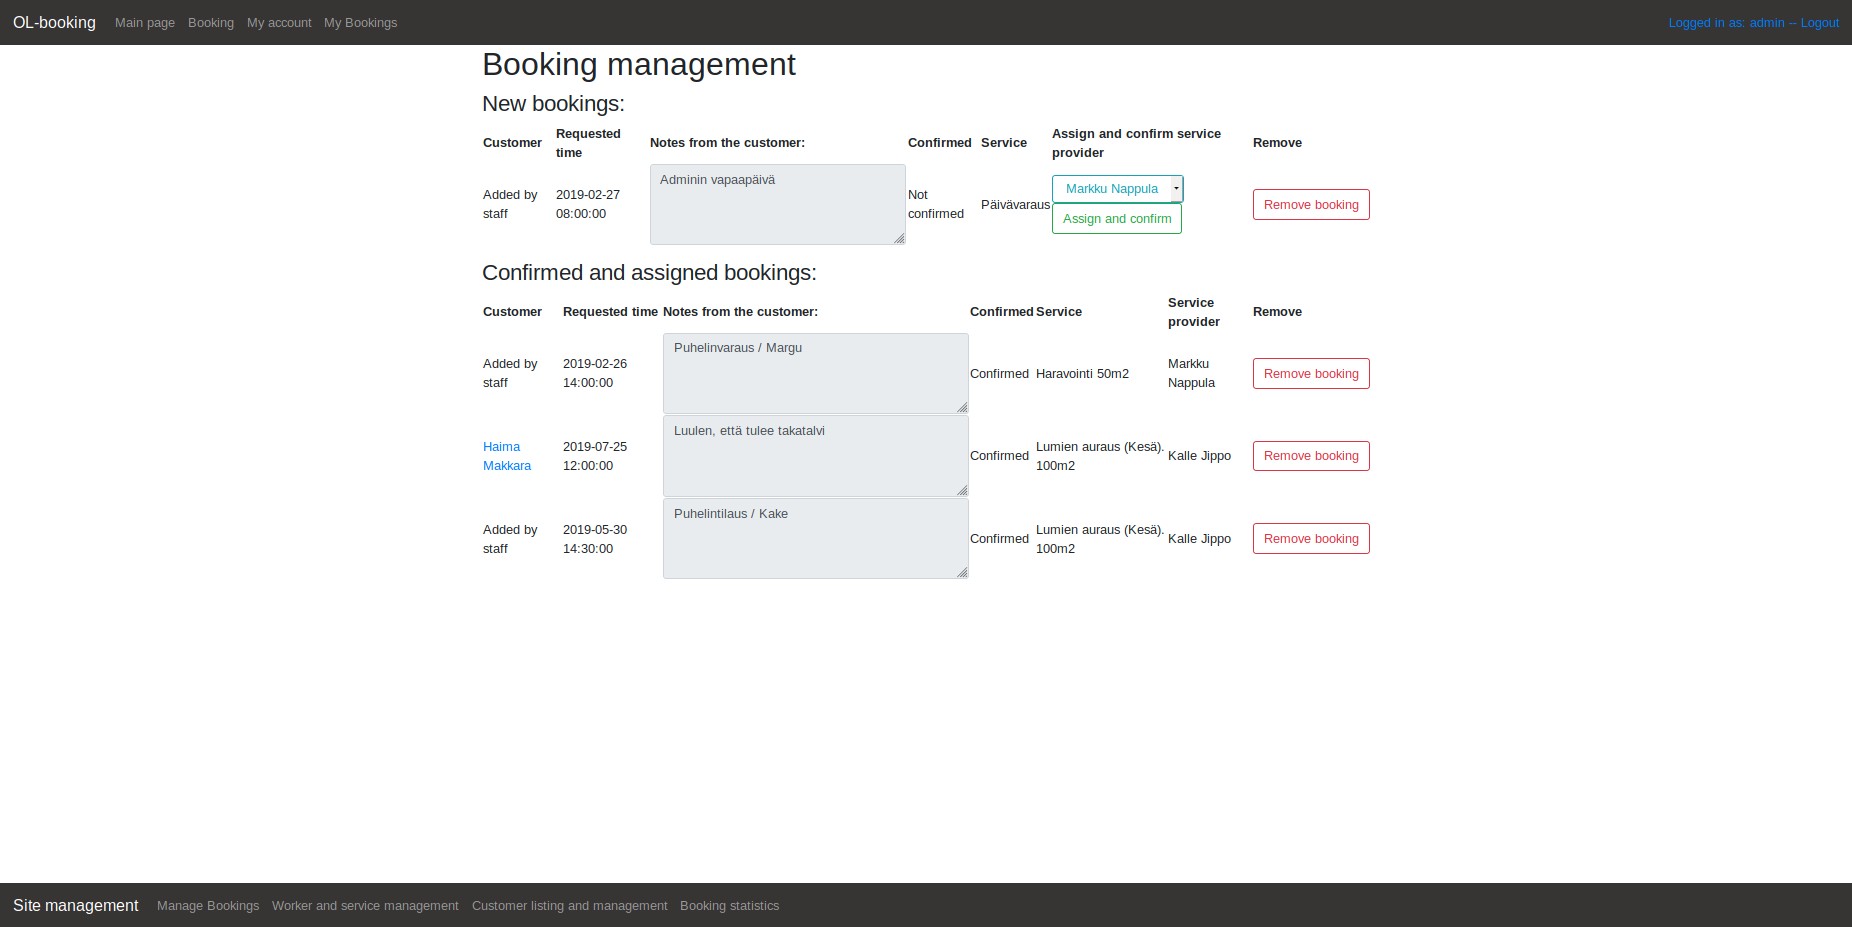 OL-booking Main page Booking My account My Bookings Logged in as: admin -- Logout
Booking management
New bookings:
Customer Requested time Notes from the customer: Confirmed Service Assign and confirm service provider Remove
Added by staff 2019-02-27 08:00:00 Adminin vapaapäivä Not confirmed Päivävaraus Markku Nappula Assign and confirm Remove booking
Confirmed and assigned bookings:
Customer Requested time Notes from the customer: Confirmed Service Service provider Remove
Added by staff 2019-02-26 14:00:00 Puhelinvaraus / Margu Confirmed Haravointi 50m2 Markku Nappula Remove booking
Haima Makkara 2019-07-25 12:00:00 Luulen, että tulee takatalvi Confirmed Lumien auraus (Kesä). 100m2 Kalle Jippo Remove booking
Added by staff 2019-05-30 14:30:00 Puhelintilaus / Kake Confirmed Lumien auraus (Kesä). 100m2 Kalle Jippo Remove booking
Site management Manage Bookings Worker and service management Customer listing and management Booking statistics